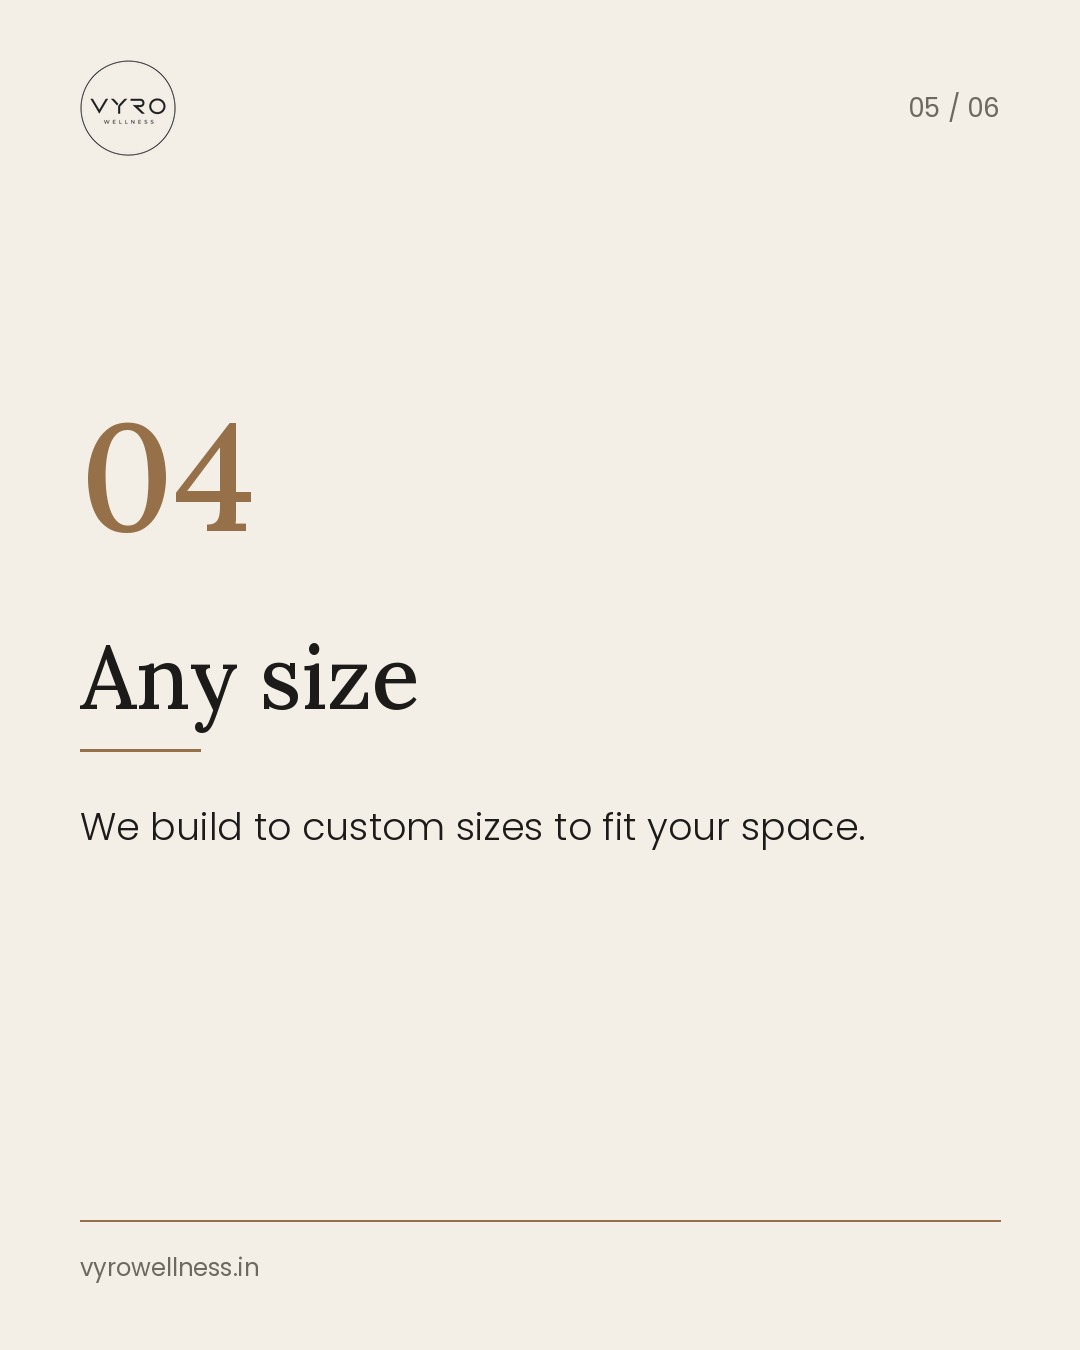 VYRO
WELLNESS
05 / 06
04
Any size
We build to custom sizes to fit your space.
vyrowellness.in